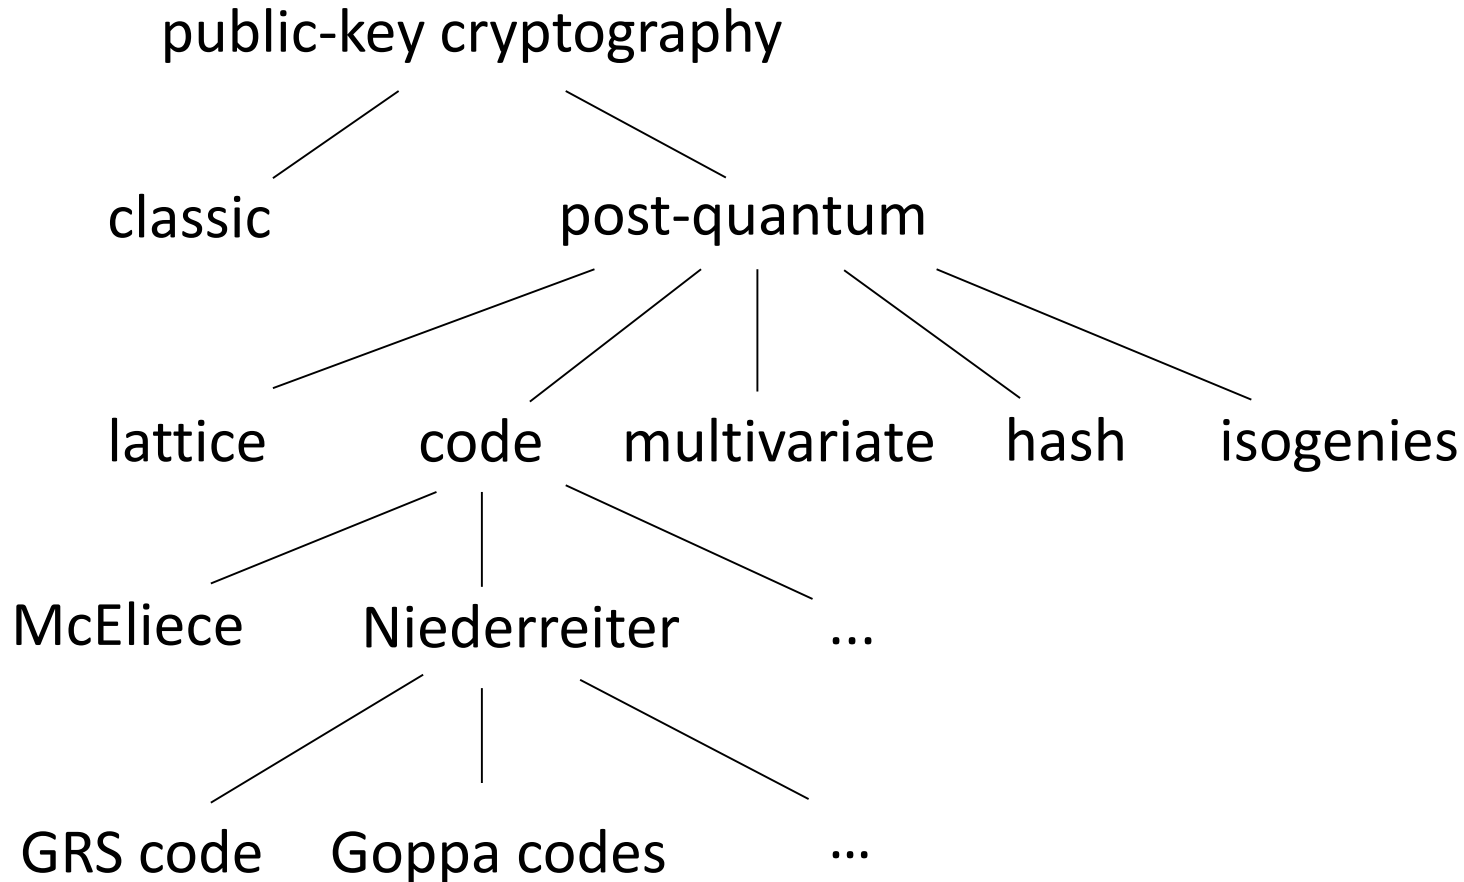 public-key cryptography
classic post-quantum
lattice code multivariate hash isogenies
McEliece Niederreiter ...
GRS code Goppa codes ...